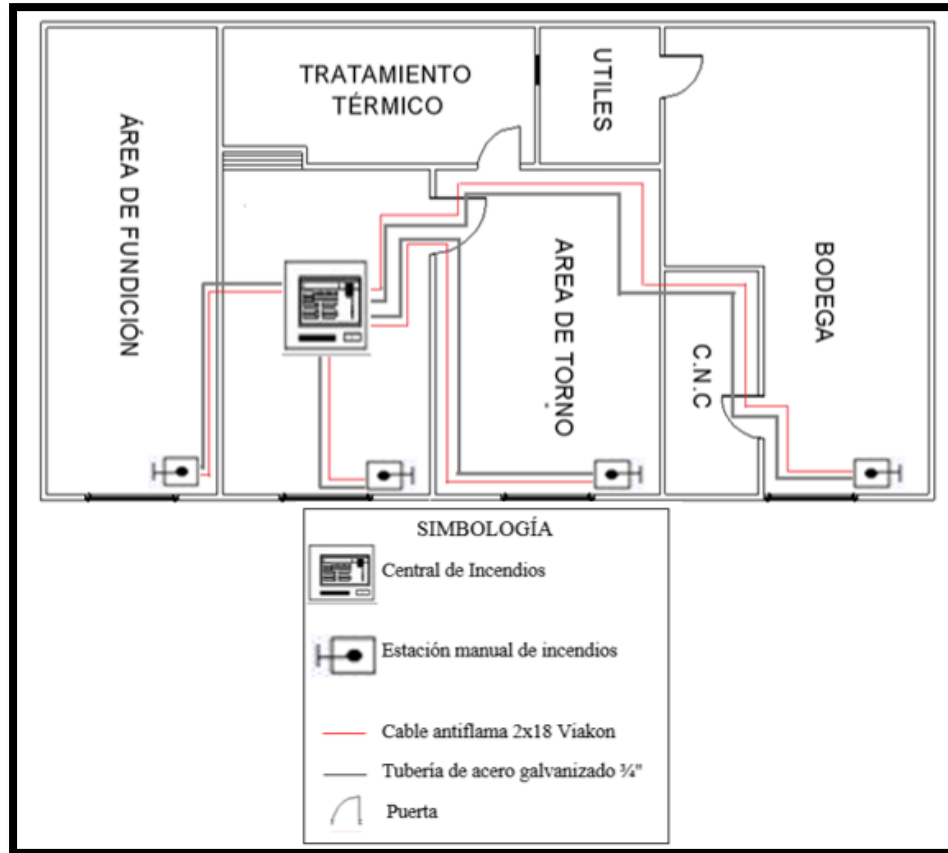 TRATAMIENTO
TÉRMICO
UTILES
ÁREA DE FUNDICIÓN
AREA DE TORNO
BODEGA
C.N.C
SIMBOLOGÍA
Central de Incendios
Estación manual de incendios
Cable antiflama 2x18 Viakon
Tubería de acero galvanizado ¾"
Puerta